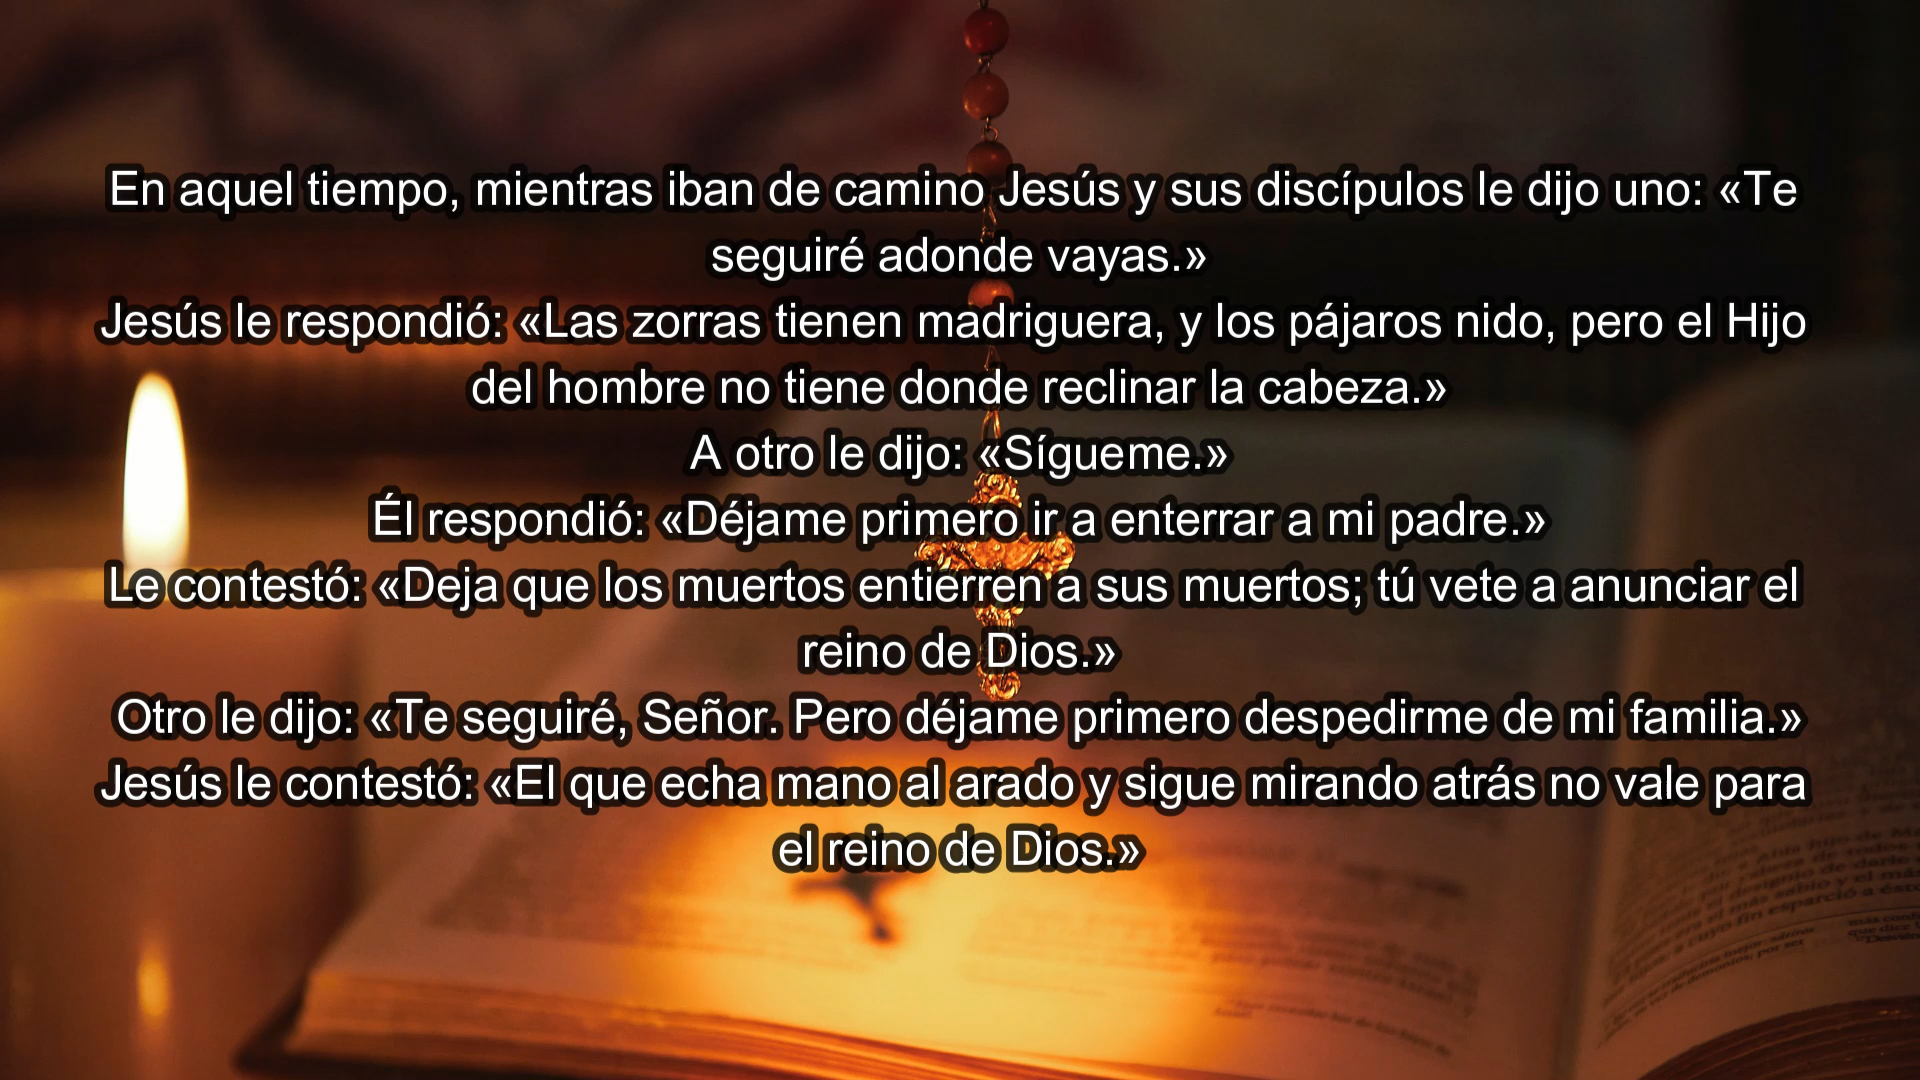 En aquel tiempo, mientras iban de camino Jesús y sus discípulos le dijo uno: «Te
seguiré adonde vayas.»
Jesús le respondió: «Las zorras tienen madriguera, y los pájaros nido, pero el Hijo
del hombre no tiene donde reclinar la cabeza.»
A otro le dijo: «Sígueme.»
Él respondió: «Déjame primero ir a enterrar a mi padre.»
Le contestó: «Deja que los muertos entierren a sus muertos; tú vete a anunciar el
reino de Dios.»
Otro le dijo: «Te seguiré, Señor. Pero déjame primero despedirme de mi familia.»
Jesús le contestó: «El que echa mano al arado y sigue mirando atrás no vale para
el reino de Dios.»